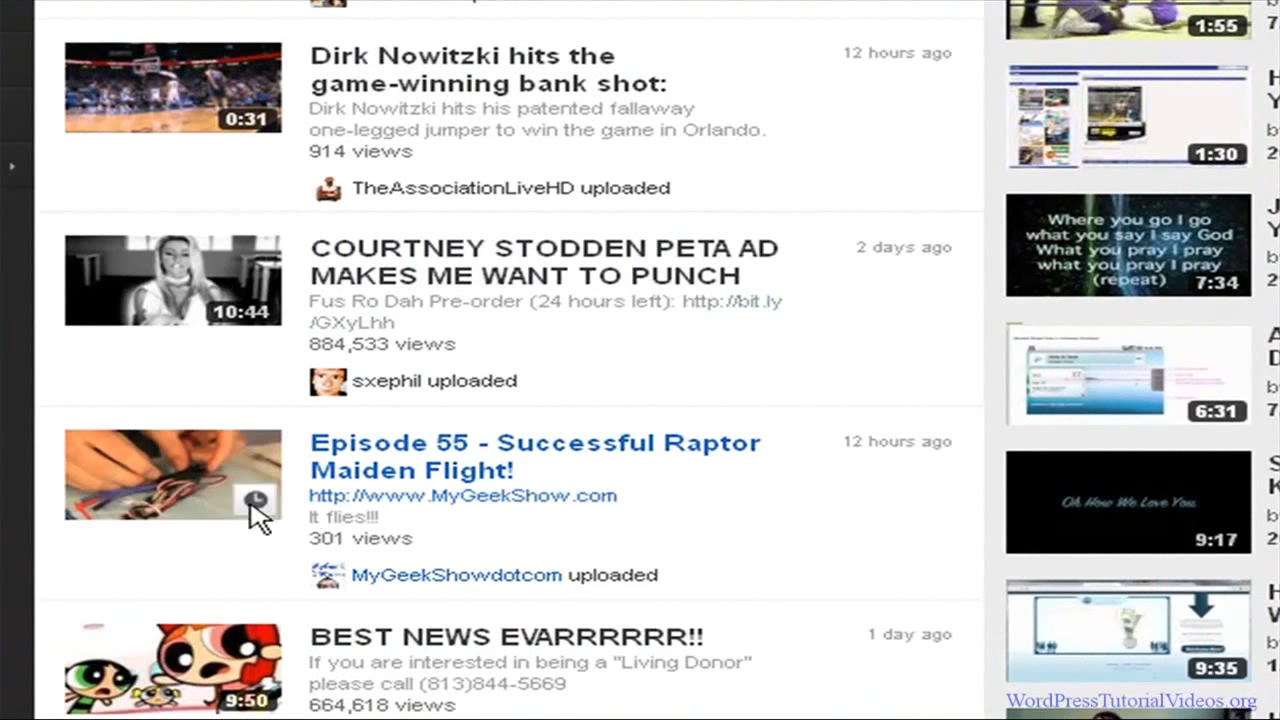 Dirk Nowitzki hits the
game-winning bank shot:
12 hours ago
Dirk Nowitzki hits his patented fallaway
one-legged jumper to win the game in Orlando.
914 views
0:31
TheAssociationLiveHD uploaded
COURTNEY STODDEN PETA AD
MAKES ME WANT TO PUNCH
2 days ago
Fus Ro Dah Pre-order (24 hours left): http://bit.ly
/GXyLhh
884,533 views
10:44
sxephil uploaded
Episode 55 - Successful Raptor
Maiden Flight!
12 hours ago
http://www.MyGeekShow.com
It flies!!!
301 views
MyGeekShowdotcom uploaded
BEST NEWS EVARRRRRR!!
1 day ago
If you are interested in being a "Living Donor"
please call (813)844-5669
664,618 views
9:50
1:55
1:30
Where you go I go
what you say I say God
What you pray I pray
what you pray I pray
(repeat)
7:34
6:31
Oh How We Love You
9:17
9:35
WordPressTutorialVideos.org